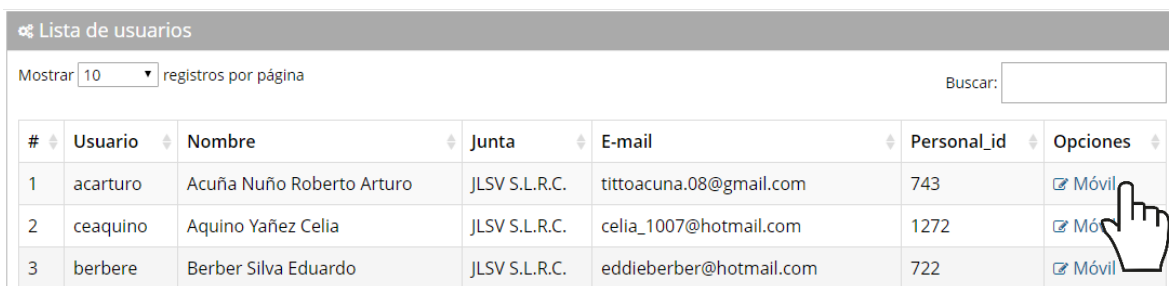 Lista de usuarios
Mostrar 10 registros por página Buscar:
# Usuario Nombre Junta E-mail Personal_id Opciones
1 acarturo Acuña Nuño Roberto Arturo JLSV S.L.R.C. tittoacuna.08@gmail.com 743 Móvil
2 ceaquino Aquino Yañez Celia JLSV S.L.R.C. celia_1007@hotmail.com 1272
3 berbere Berber Silva Eduardo JLSV S.L.R.C. eddieberber@hotmail.com 722 Móvil